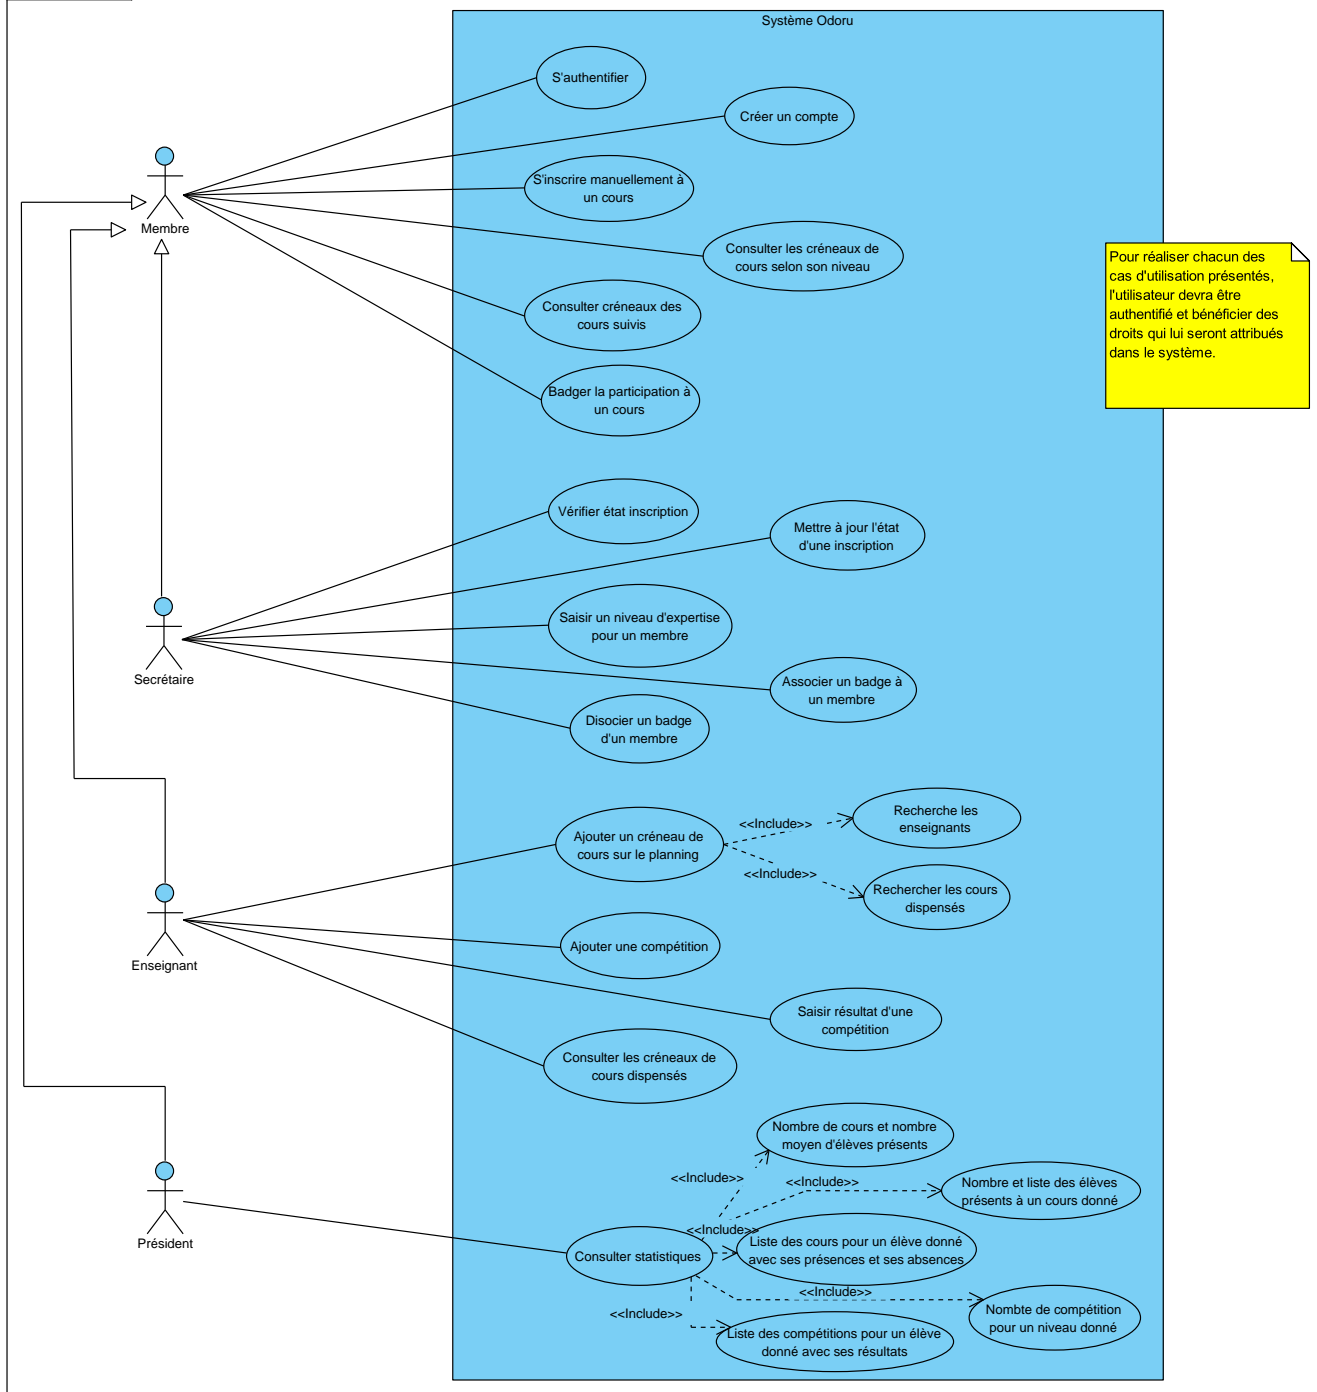 Système Odoru
S'authentifier
Créer un compte
S'inscrire manuellement à
un cours
Membre
Consulter les créneaux de
cours selon son niveau
Pour réaliser chacun des
cas d'utilisation présentés,
l'utilisateur devra être
authentifié et bénéficier des
droits qui lui seront attribués
dans le système.
Consulter créneaux des
cours suivis
Badger la participation à
un cours
Vérifier état inscription
Mettre à jour l'état
d'une inscription
Saisir un niveau d'expertise
pour un membre
Secrétaire
Associer un badge à
un membre
Disocier un badge
d'un membre
Ajouter un créneau de
cours sur le planning
<<Include>>
Recherche les
enseignants
<<Include>>
Rechercher les cours
dispensés
Enseignant
Ajouter une compétition
Saisir résultat d'une
compétition
Consulter les créneaux de
cours dispensés
Nombre de cours et nombre
moyen d'élèves présents
<<Include>>
<<Include>>
Nombre et liste des élèves
présents à un cours donné
Président
<<Include>>
Consulter statistiques
Liste des cours pour un élève donné
avec ses présences et ses absences
<<Include>>
Nombte de compétition
pour un niveau donné
<<Include>>
Liste des compétitions pour un élève
donné avec ses résultats